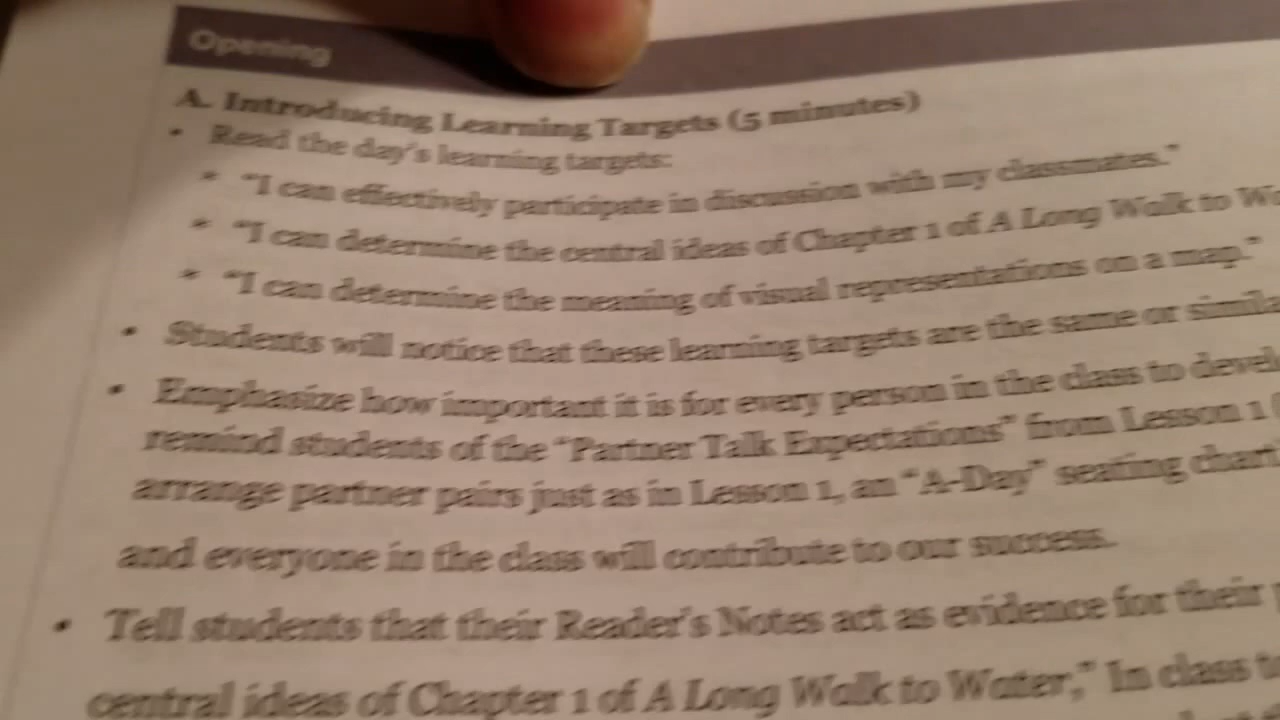 Opening
A. Introducing Learning Targets (5 minutes)
• Read the day's learning targets:
* "I can effectively participate in discussion with my classmates."
* "I can determine the central ideas of Chapter 1 of A Long Walk to
* "I can determine the meaning of visual representations on a map."
• Students will notice that these learning targets are the same or
• Emphasize how important it is for every person in the class to
remind students of the "Partner Talk Expectations" from Lesson 1
arrange partner pairs just as in Lesson 1, an "A-Day" seating chart
and everyone in the class will contribute to our success.
• Tell students that their Reader's Notes act as evidence for their
central ideas of Chapter 1 of A Long Walk to Water," In class